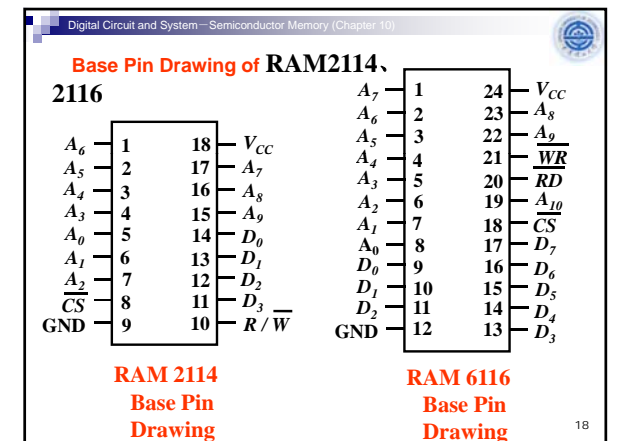 Digital Circuit and System－Semiconductor Memory (Chapter 10)
Base Pin Drawing of RAM2114、
2116
A6 1 18 VCC
A5 2 17 A7
A4 3 16 A8
A3 4 15 A9
A0 5 14 D0
A1 6 13 D1
A2 7 12 D2
C̅S̅ 8 11 D3
GND 9 10 R / W̅
RAM 2114
Base Pin
Drawing
A7 1 24 VCC
A6 2 23 A8
A5 3 22 A9
A4 4 21 W̅R̅
A3 5 20 R̅D̅
A2 6 19 A10
A1 7 18 C̅S̅
A0 8 17 D7
D0 9 16 D6
D1 10 15 D5
D2 11 14 D4
GND 12 13 D3
RAM 6116
Base Pin
Drawing
18